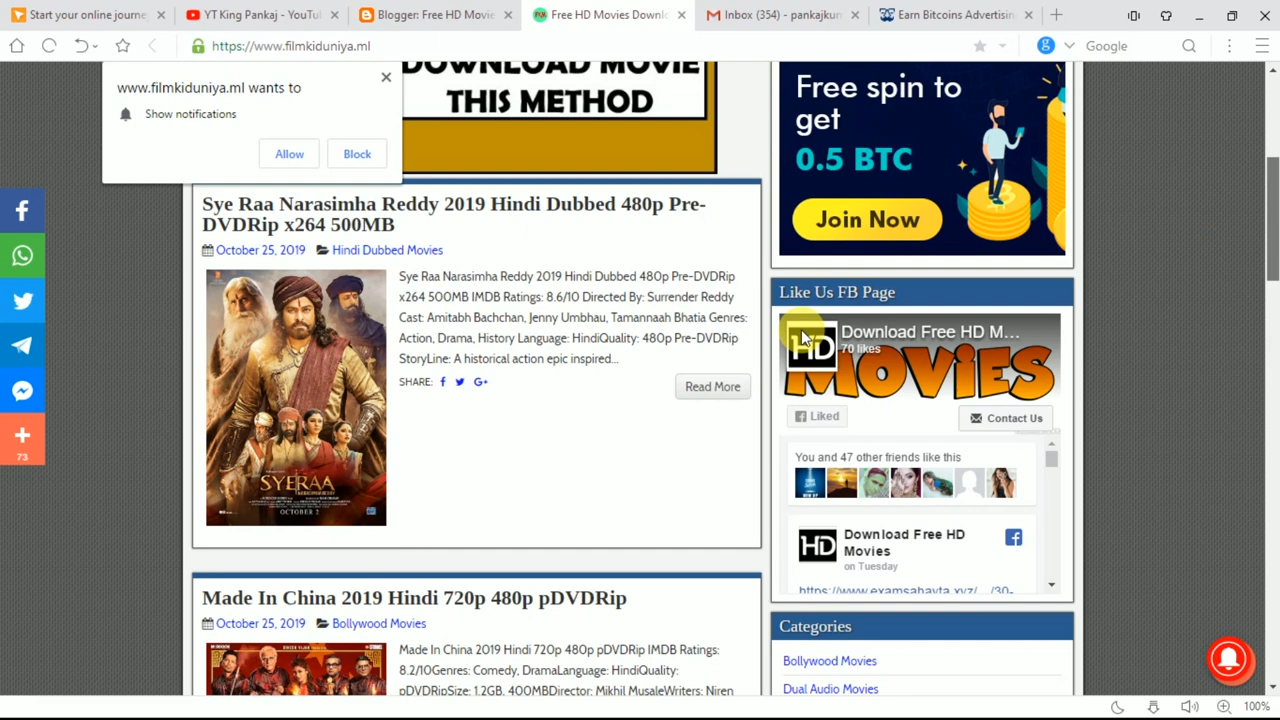 Start your online journe
YT King Pankaj - YouTu
Blogger: Free HD Movie
Free HD Movies Downl
Inbox (354) - pankajkun
Earn Bitcoins Advertisin
https://www.filmkiduniya.ml
Google
www.filmkiduniya.ml wants to
Show notifications
Allow
Block
DOWNLOAD MOVIE
THIS METHOD
Free spin to
get
0.5 BTC
Join Now
73
Sye Raa Narasimha Reddy 2019 Hindi Dubbed 480p Pre-
DVDRip x264 500MB
October 25, 2019 Hindi Dubbed Movies
SYERAA
OCTOBER 2
Sye Raa Narasimha Reddy 2019 Hindi Dubbed 480p Pre-DVDRip
x264 500MB IMDB Ratings: 8.6/10 Directed By: Surrender Reddy
Cast: Amitabh Bachchan, Jenny Umbhau, Tamannaah Bhatia Genres:
Action, Drama, History Language: HindiQuality: 480p Pre-DVDRip
StoryLine: A historical action epic inspired...
SHARE:
Read More
Made In China 2019 Hindi 720p 480p pDVDRip
October 25, 2019 Bollywood Movies
Made In China 2019 Hindi 720p 480p pDVDRip IMDB Ratings:
8.2/10Genres: Comedy, DramaLanguage: HindiQuality:
pDVDRipSize: 1.2GB, 400MBDirector: Mikhil MusaleWriters: Niren
Like Us FB Page
HD
Download Free HD M...
70 likes
MOVIES
Liked
Contact Us
You and 47 other friends like this
HD
Download Free HD
Movies
on Tuesday
https://www.examsahayta.xyz/.../30-
Categories
Bollywood Movies
Dual Audio Movies
100%